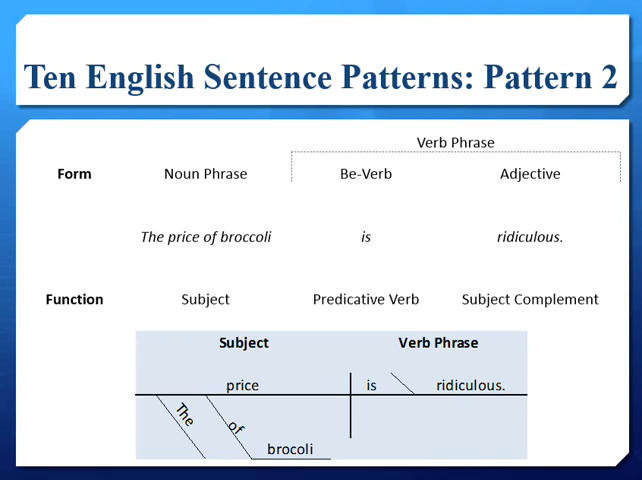 Ten English Sentence Patterns: Pattern 2
Verb Phrase
Form Noun Phrase Be-Verb Adjective
The price of broccoli is ridiculous.
Function Subject Predicative Verb Subject Complement
Subject Verb Phrase
price is ridiculous.
The of
brocoli